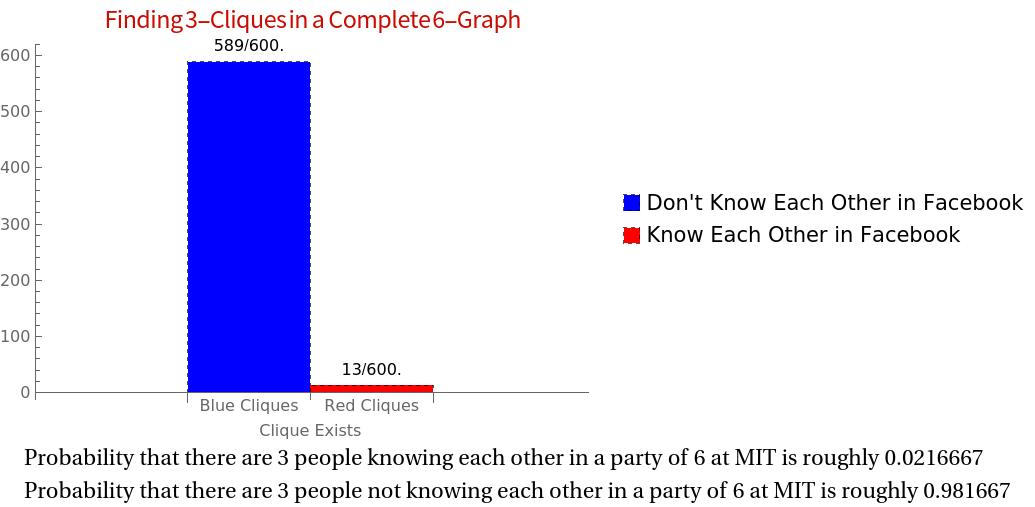 Finding 3–Cliques in a Complete 6–Graph
589/600.
600
500
400
300
200
100
0
13/600.
Blue Cliques
Red Cliques
Clique Exists
Don't Know Each Other in Facebook
Know Each Other in Facebook
Probability that there are 3 people knowing each other in a party of 6 at MIT is roughly 0.0216667
Probability that there are 3 people not knowing each other in a party of 6 at MIT is roughly 0.981667